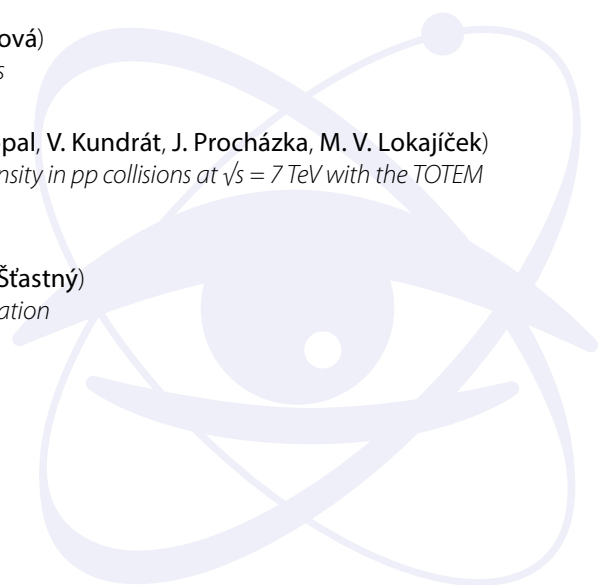 ová)
s
pal, V. Kundrát, J. Procházka, M. V. Lokajíček)
nsity in pp collisions at √s = 7 TeV with the TOTEM
Šťastný)
ation